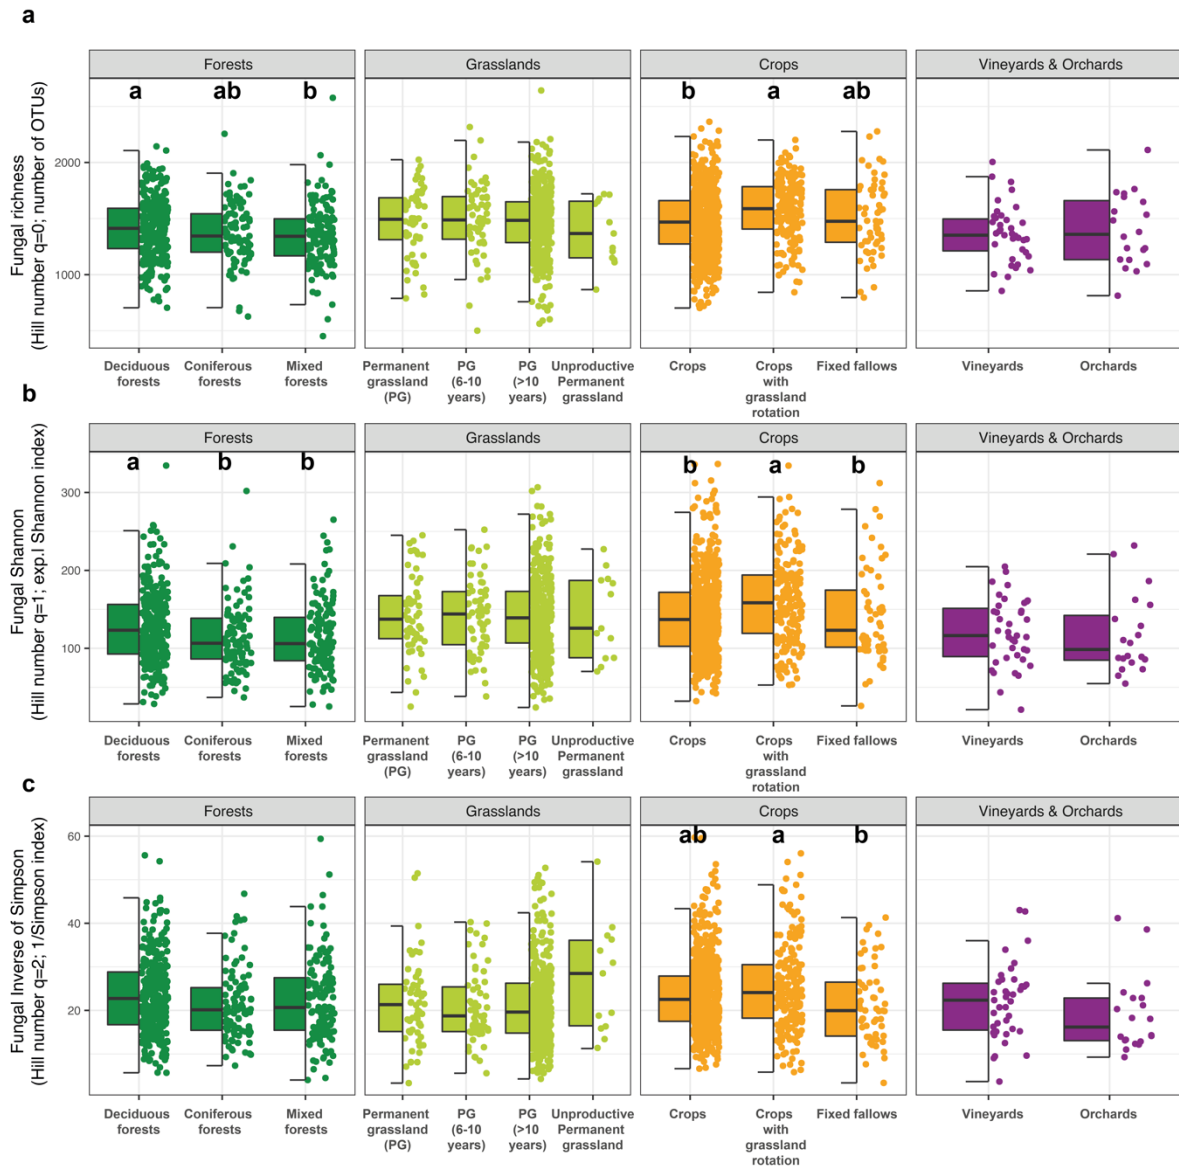 a
Forests
Grasslands
Crops
Vineyards & Orchards
a
ab
b
b
a
ab
Fungal richness
(Hill number q=0; number of OTUs)
2000
1000
Deciduous
forests
Coniferous
forests
Mixed
forests
Permanent
grassland
(PG)
PG
(6-10
years)
PG
(>10
years)
Unproductive
Permanent
grassland
Crops
Crops
with
grassland
rotation
Fixed fallows
Vineyards
Orchards
b
Forests
Grasslands
Crops
Vineyards & Orchards
a
b
b
b
a
b
Fungal Shannon
(Hill number q=1; exp.l Shannon index)
300
200
100
Deciduous
forests
Coniferous
forests
Mixed
forests
Permanent
grassland
(PG)
PG
(6-10
years)
PG
(>10
years)
Unproductive
Permanent
grassland
Crops
Crops
with
grassland
rotation
Fixed fallows
Vineyards
Orchards
c
Forests
Grasslands
Crops
Vineyards & Orchards
ab
a
b
Fungal Inverse of Simpson
(Hill number q=2; 1/Simpson index)
60
40
20
Deciduous
forests
Coniferous
forests
Mixed
forests
Permanent
grassland
(PG)
PG
(6-10
years)
PG
(>10
years)
Unproductive
Permanent
grassland
Crops
Crops
with
grassland
rotation
Fixed fallows
Vineyards
Orchards